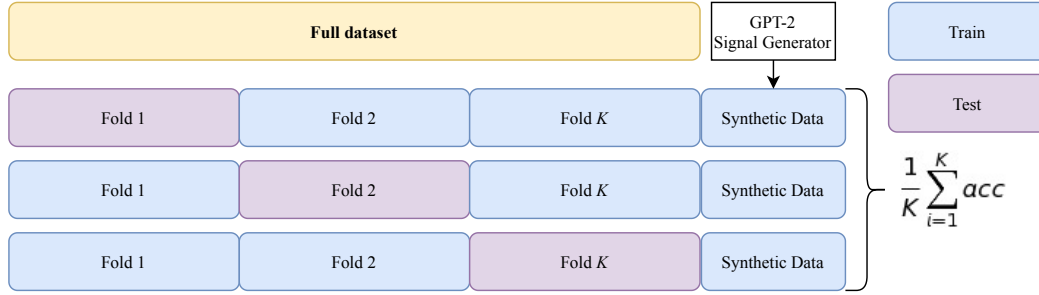 Full dataset
GPT-2
Signal Generator
Train
Fold 1
Fold 2
Fold K
Synthetic Data
Test
Fold 1
Fold 2
Fold K
Synthetic Data
1/K ∑ i=1 K acc
Fold 1
Fold 2
Fold K
Synthetic Data